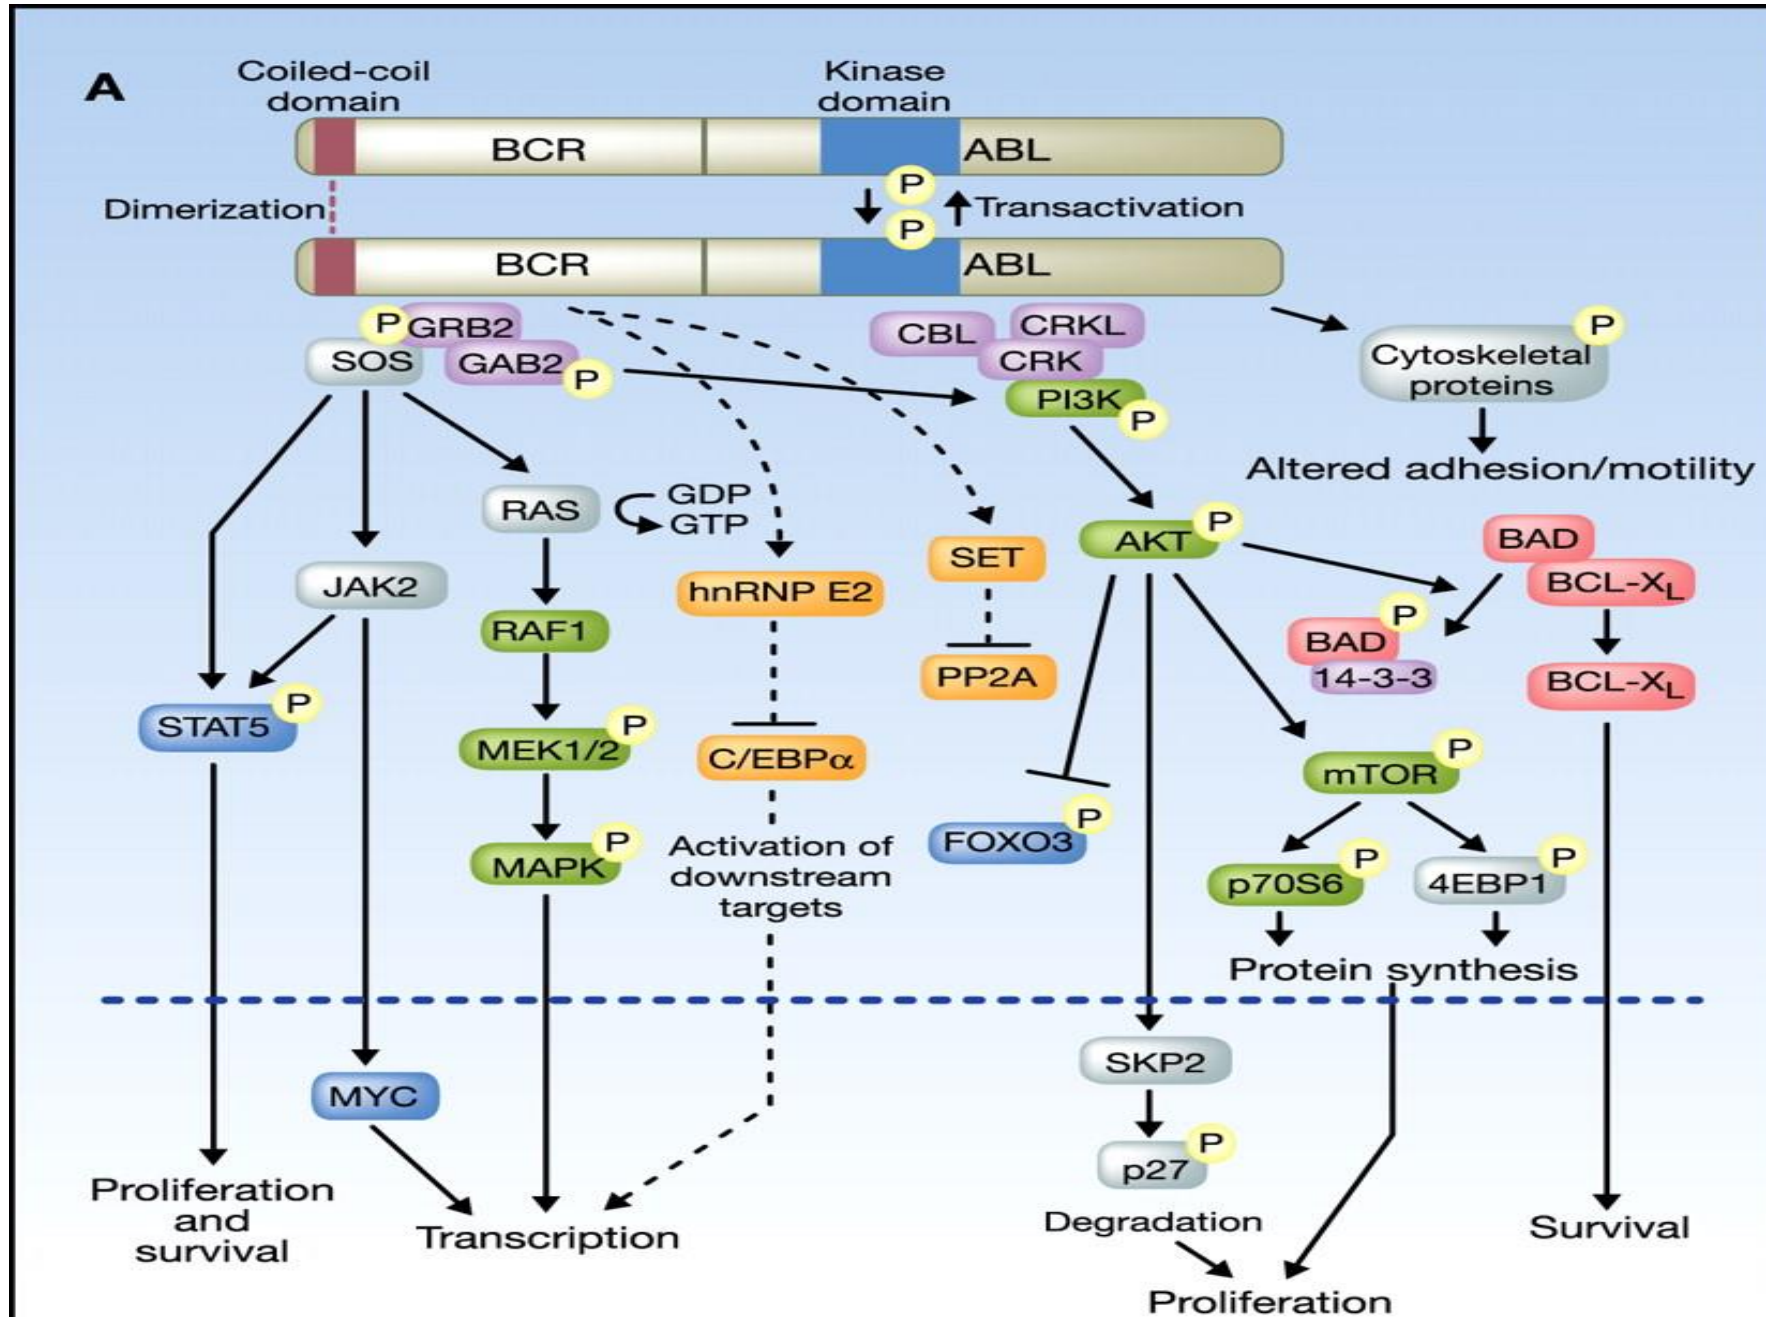 A
Coiled-coil
domain
Kinase
domain
BCR
ABL
P
Dimerization
Transactivation
P
BCR
ABL
P
GRB2
SOS
GAB2
P
CBL
CRKL
CRK
PI3K
P
P
Cytoskeletal
proteins
Altered adhesion/motility
RAS
GDP
GTP
JAK2
hnRNP E2
SET
AKT
P
BAD
BCL-XL
RAF1
PP2A
P
BAD
14-3-3
BCL-XL
STAT5
P
MEK1/2
P
C/EBPα
mTOR
P
MAPK
P
Activation of
downstream
targets
FOXO3
P
p70S6
P
4EBP1
P
Protein synthesis
SKP2
MYC
p27
P
Proliferation
and
survival
Transcription
Degradation
Survival
Proliferation